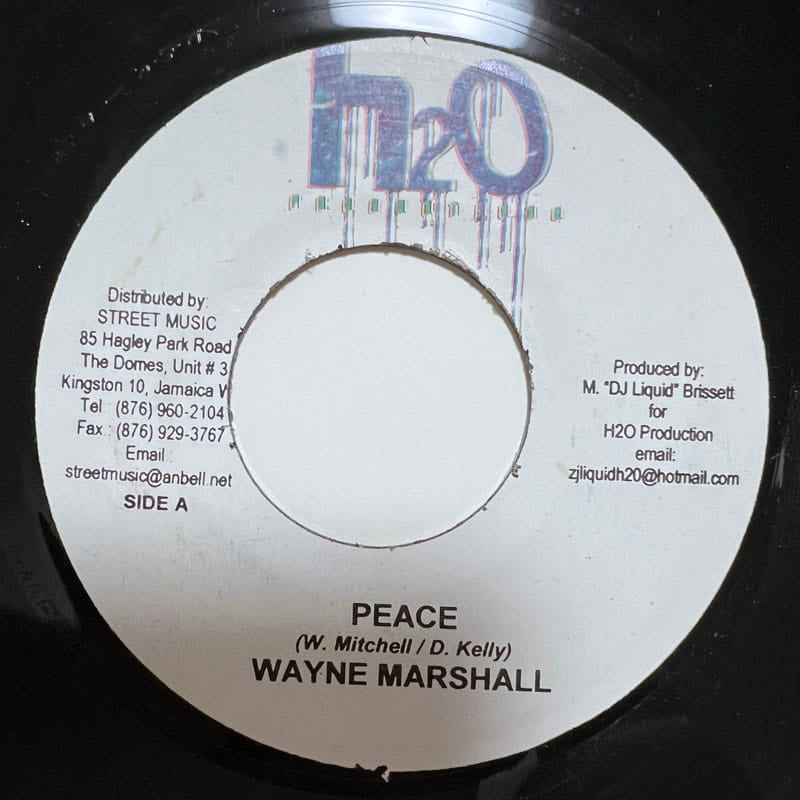 h2O
Distributed by:
STREET MUSIC
85 Hagley Park Road
The Domes, Unit # 3
Kingston 10, Jamaica W
Tel : (876) 960-2104
Fax : (876) 929-3767
Email :
streetmusic@anbell.net
SIDE A
Produced by:
M. "DJ Liquid" Brissett
for
H2O Production
email:
zjliquidh20@hotmail.com
PEACE
(W. Mitchell / D. Kelly)
WAYNE MARSHALL